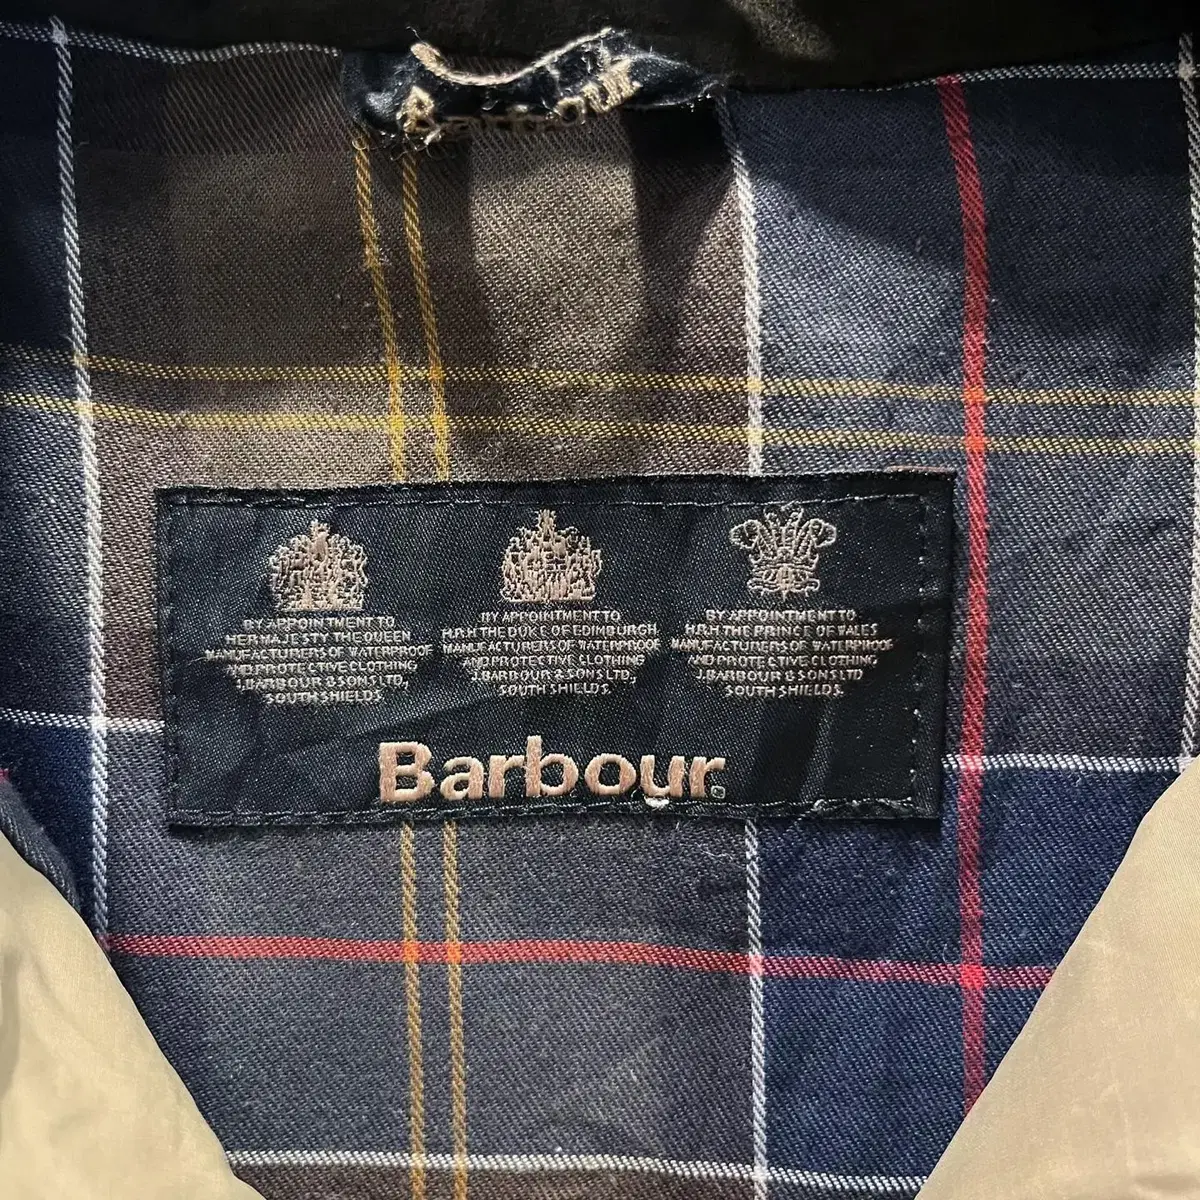 Barbour
BY APPOINTMENT TO
HER MAJESTY THE QUEEN
MANUFACTURERS OF WATERPROOF
AND PROTECTIVE CLOTHING
J.BARBOUR & SONS LTD,
SOUTH SHIELDS.
BY APPOINTMENT TO
H.R.H THE DUKE OF EDINBURGH
MANUFACTURERS OF WATERPROOF
AND PROTECTIVE CLOTHING
J.BARBOUR & SONS LTD,
SOUTH SHIELDS.
BY APPOINTMENT TO
H.R.H THE PRINCE OF WALES
MANUFACTURERS OF WATERPROOF
AND PROTECTIVE CLOTHING
J.BARBOUR & SONS LTD,
SOUTH SHIELDS.
Barbour®